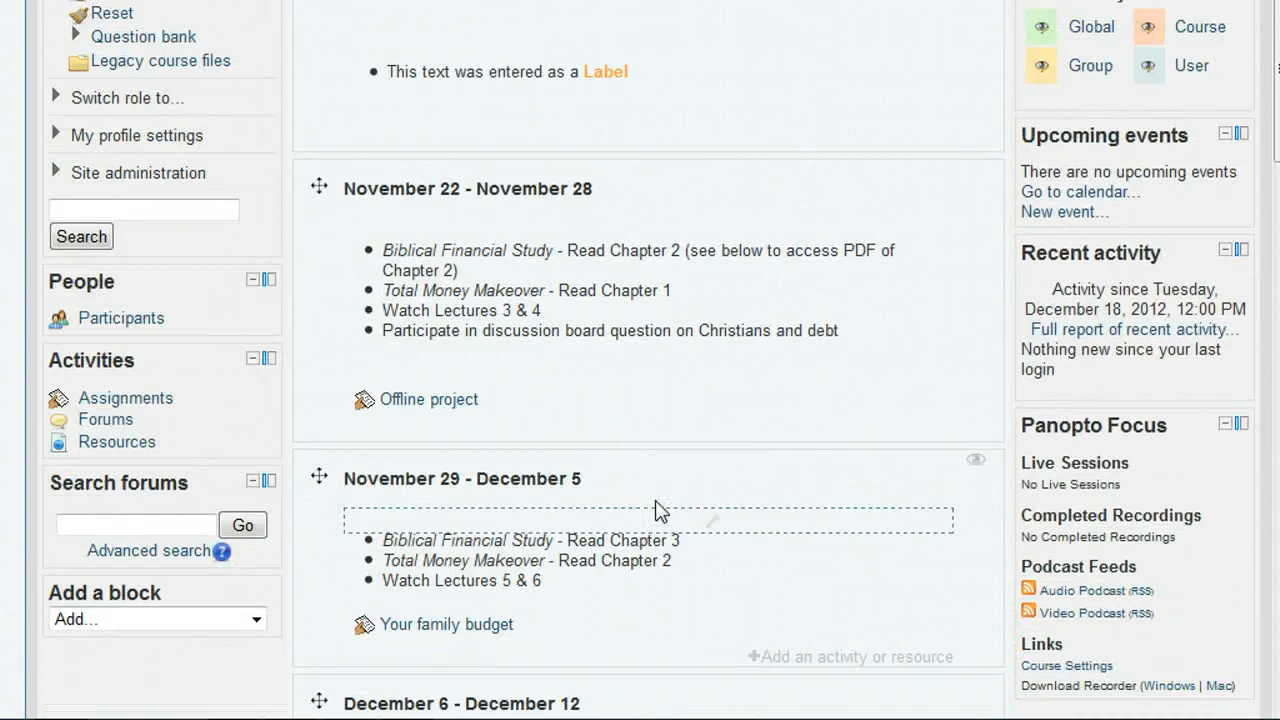 Reset
Question bank
Legacy course files
Switch role to...
My profile settings
Site administration
Search
People
Participants
Activities
Assignments
Forums
Resources
Search forums
Go
Advanced search
Add a block
Add...
This text was entered as a Label
November 22 - November 28
Biblical Financial Study - Read Chapter 2 (see below to access PDF of
Chapter 2)
Total Money Makeover - Read Chapter 1
Watch Lectures 3 & 4
Participate in discussion board question on Christians and debt
Offline project
November 29 - December 5
Biblical Financial Study - Read Chapter 3
Total Money Makeover - Read Chapter 2
Watch Lectures 5 & 6
Your family budget
Add an activity or resource
December 6 - December 12
Global
Course
Group
User
Upcoming events
There are no upcoming events
Go to calendar...
New event...
Recent activity
Activity since Tuesday,
December 18, 2012, 12:00 PM
Full report of recent activity...
Nothing new since your last
login
Panopto Focus
Live Sessions
No Live Sessions
Completed Recordings
No Completed Recordings
Podcast Feeds
Audio Podcast (RSS)
Video Podcast (RSS)
Links
Course Settings
Download Recorder (Windows | Mac)